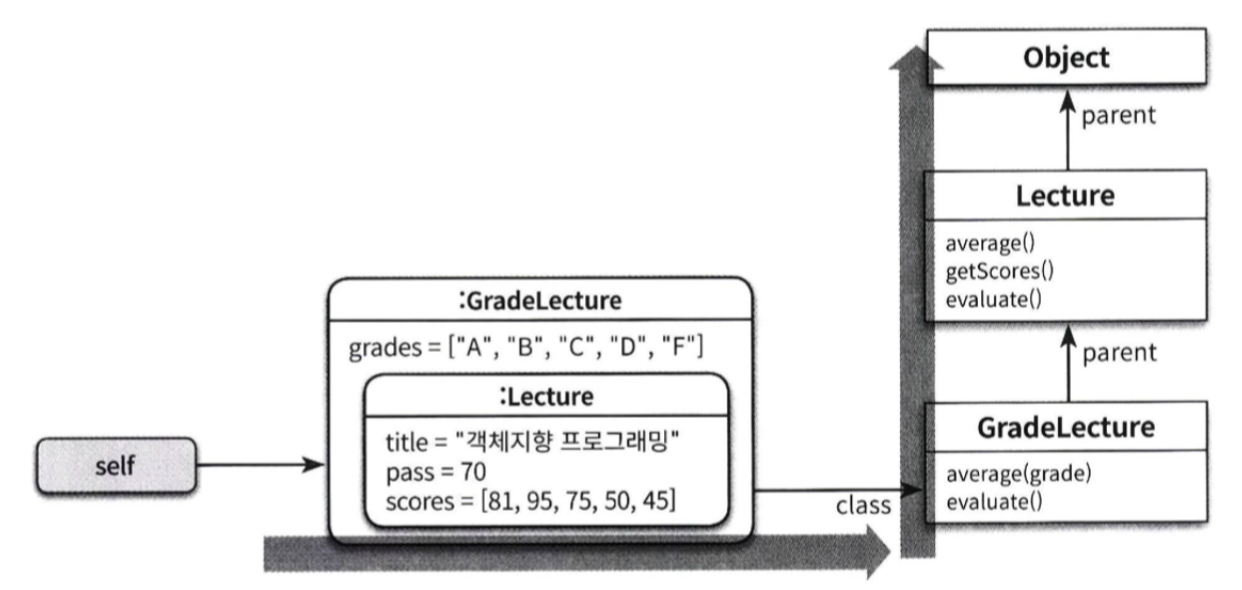 Object
parent
Lecture
average()
getScores()
evaluate()
:GradeLecture
grades = ["A", "B", "C", "D", "F"]
parent
:Lecture
title = "객체지향 프로그래밍"
pass = 70
scores = [81, 95, 75, 50, 45]
self
class
GradeLecture
average(grade)
evaluate()